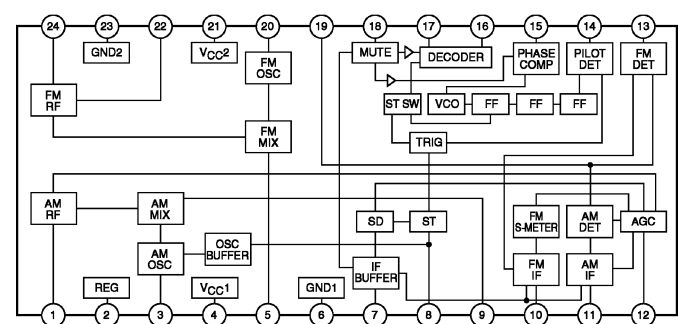 24 23 22 21 20 19 18 17 16 15 14 13
GND2
VCC2
FM
OSC
MUTE
DECODER
PHASE
COMP
PILOT
DET
FM
DET
FM
RF
ST SW
VCO
FF
FF
FF
FM
MIX
TRIG
AM
RF
AM
MIX
SD
ST
FM
S-METER
AM
DET
AGC
AM
OSC
OSC
BUFFER
IF
BUFFER
FM
IF
AM
IF
REG
VCC1
GND1
1 2 3 4 5 6 7 8 9 10 11 12